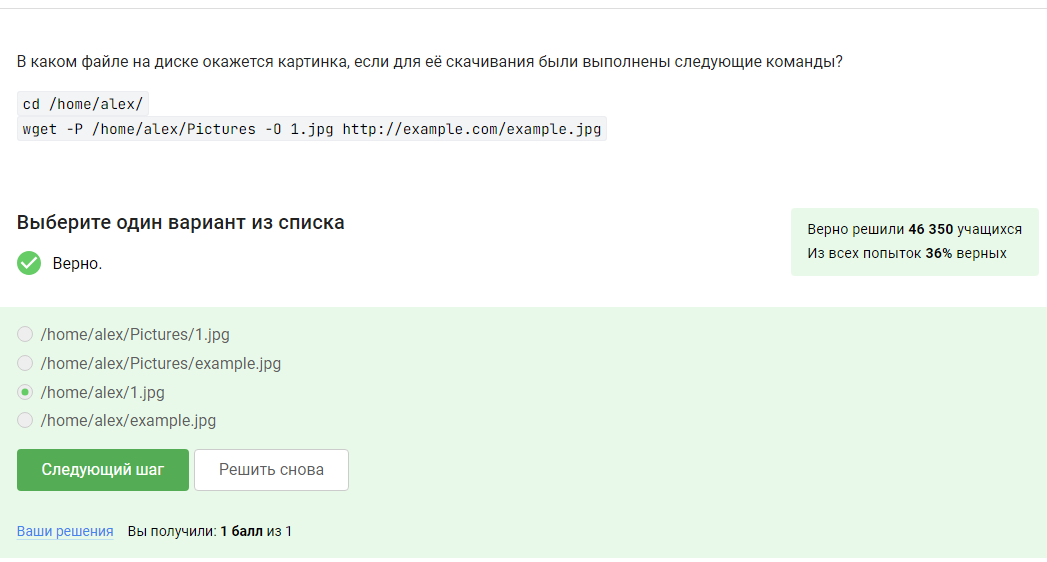 В каком файле на диске окажется картинка, если для её скачивания были выполнены следующие команды?
cd /home/alex/
wget -P /home/alex/Pictures -O 1.jpg http://example.com/example.jpg
Выберите один вариант из списка
Верно.
Верно решили 46 350 учащихся
Из всех попыток 36% верных
/home/alex/Pictures/1.jpg
/home/alex/Pictures/example.jpg
/home/alex/1.jpg
/home/alex/example.jpg
Следующий шаг
Решить снова
Ваши решения Вы получили: 1 балл из 1